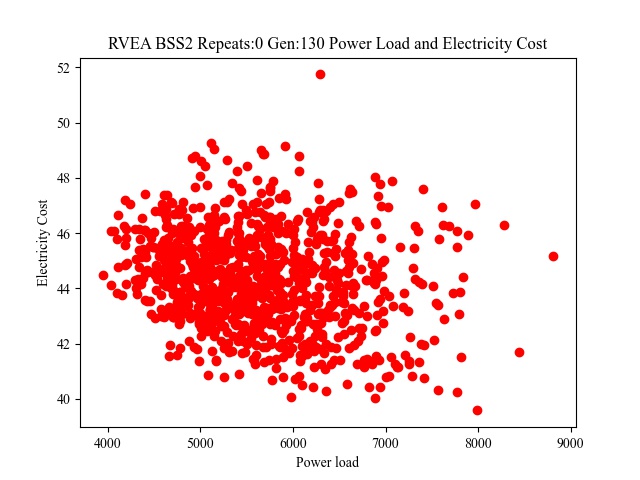 RVEA BSS2 Repeats:0 Gen:130 Power Load and Electricity Cost
52
50
48
46
44
42
40
Electricity Cost
4000 5000 6000 7000 8000 9000
Power load